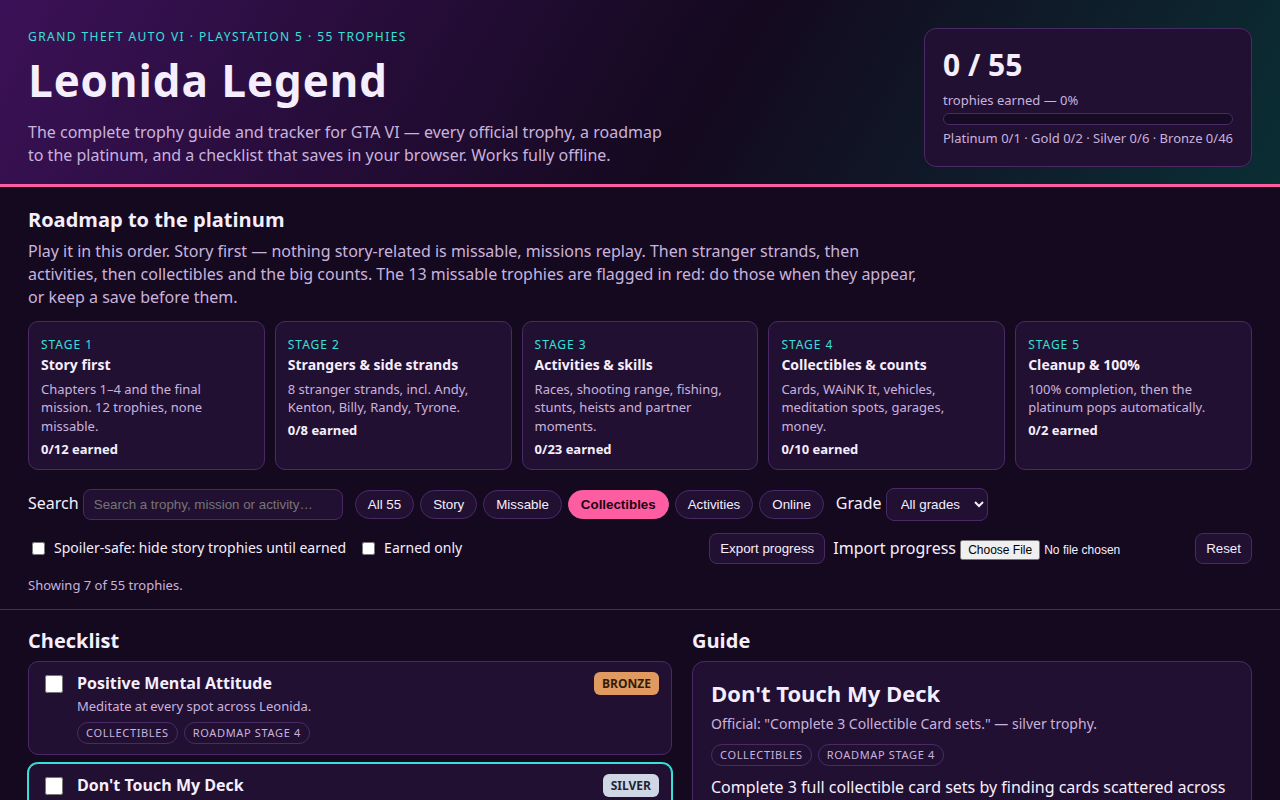 GRAND THEFT AUTO VI · PLAYSTATION 5 · 55 TROPHIES
Leonida Legend
The complete trophy guide and tracker for GTA VI — every official trophy, a roadmap
to the platinum, and a checklist that saves in your browser. Works fully offline.
0 / 55
trophies earned — 0%
Platinum 0/1 · Gold 0/2 · Silver 0/6 · Bronze 0/46
Roadmap to the platinum
Play it in this order. Story first — nothing story-related is missable, missions replay. Then stranger strands, then
activities, then collectibles and the big counts. The 13 missable trophies are flagged in red: do those when they appear,
or keep a save before them.
STAGE 1
Story first
Chapters 1–4 and the final
mission. 12 trophies, none
missable.
0/12 earned
STAGE 2
Strangers & side strands
8 stranger strands, incl. Andy,
Kenton, Billy, Randy, Tyrone.
0/8 earned
STAGE 3
Activities & skills
Races, shooting range, fishing,
stunts, heists and partner
moments.
0/23 earned
STAGE 4
Collectibles & counts
Cards, WAiNK It, vehicles,
meditation spots, garages,
money.
0/10 earned
STAGE 5
Cleanup & 100%
100% completion, then the
platinum pops automatically.
0/2 earned
Search Search a trophy, mission or activity… All 55 Story Missable Collectibles Activities Online Grade All grades
Spoiler-safe: hide story trophies until earned Earned only Export progress Import progress Choose File No file chosen Reset
Showing 7 of 55 trophies.
Checklist
Positive Mental Attitude BRONZE
Meditate at every spot across Leonida.
COLLECTIBLES ROADMAP STAGE 4
Don't Touch My Deck SILVER
Guide
Don't Touch My Deck
Official: "Complete 3 Collectible Card sets." — silver trophy.
COLLECTIBLES ROADMAP STAGE 4
Complete 3 full collectible card sets by finding cards scattered across